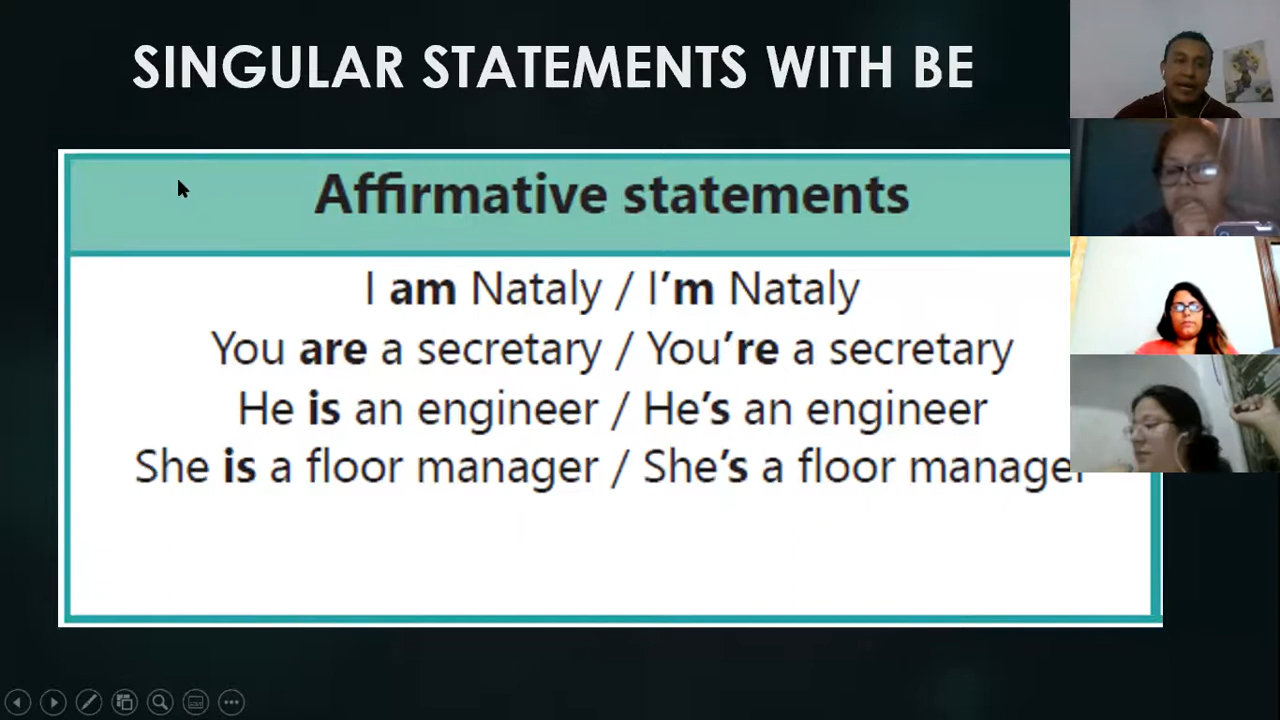 SINGULAR STATEMENTS WITH BE
Affirmative statements
I am Nataly / I'm Nataly
You are a secretary / You're a secretary
He is an engineer / He's an engineer
She is a floor manager / She's a floor manager